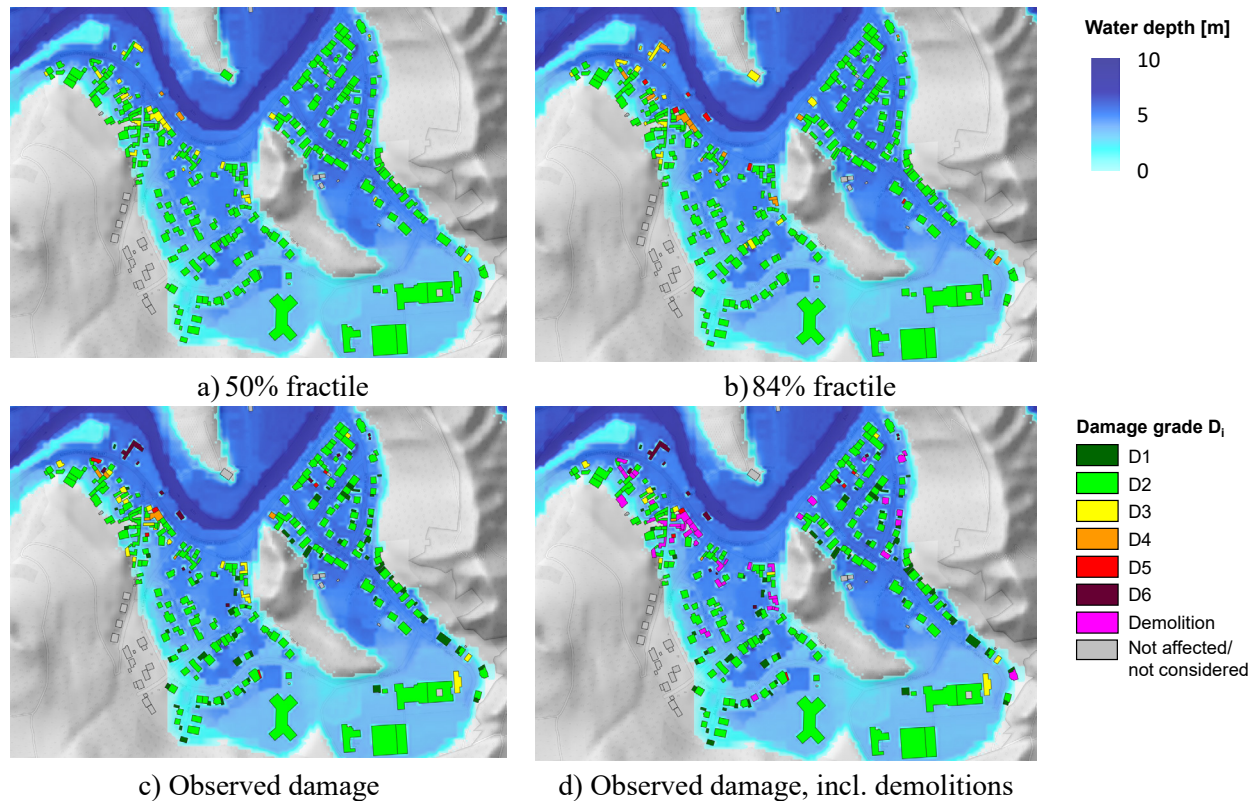 Water depth [m]
10
5
0
a) 50% fractile
b) 84% fractile
Damage grade Di
D1
D2
D3
D4
D5
D6
Demolition
Not affected/
not considered
c) Observed damage
d) Observed damage, incl. demolitions